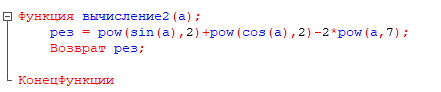 Функция вычисление2(а);
рез = pow(sin(а),2)+pow(cos(а),2)-2*pow(а,7);
Возврат рез;
КонецФункции